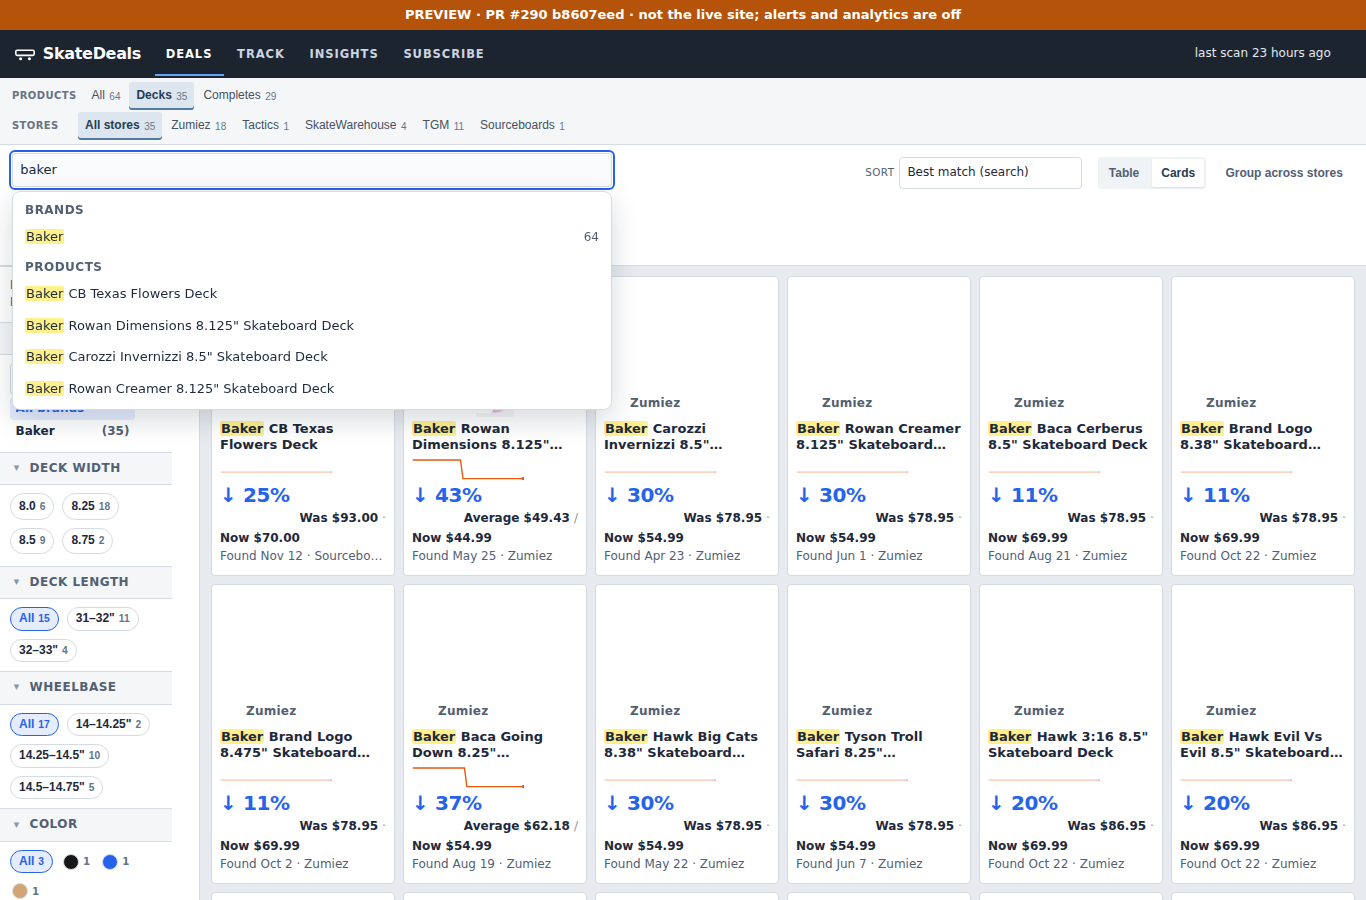 PREVIEW · PR #290 b8607eed · not the live site; alerts and analytics are off
SkateDeals DEALS TRACK INSIGHTS SUBSCRIBE last scan 23 hours ago
PRODUCTS All 64 Decks 35 Completes 29
STORES All stores 35 Zumiez 18 Tactics 1 SkateWarehouse 4 TGM 11 Sourceboards 1
baker
SORT Best match (search) Table Cards Group across stores
BRANDS
Baker 64
PRODUCTS
Baker CB Texas Flowers Deck
Baker Rowan Dimensions 8.125" Skateboard Deck
Baker Carozzi Invernizzi 8.5" Skateboard Deck
Baker Rowan Creamer 8.125" Skateboard Deck
All brands
Baker (35)
▼ DECK WIDTH
8.0 6 8.25 18
8.5 9 8.75 2
▼ DECK LENGTH
All 15 31–32" 11
32–33" 4
▼ WHEELBASE
All 17 14–14.25" 2
14.25–14.5" 10
14.5–14.75" 5
▼ COLOR
All 3 1 1
1
Baker CB Texas
Flowers Deck
↓ 25%
Was $93.00 ·
Now $70.00
Found Nov 12 · Sourcebo…
Baker Rowan
Dimensions 8.125"…
↓ 43%
Average $49.43 /
Now $44.99
Found May 25 · Zumiez
Zumiez
Baker Carozzi
Invernizzi 8.5"…
↓ 30%
Was $78.95 ·
Now $54.99
Found Apr 23 · Zumiez
Zumiez
Baker Rowan Creamer
8.125" Skateboard…
↓ 30%
Was $78.95 ·
Now $54.99
Found Jun 1 · Zumiez
Zumiez
Baker Baca Cerberus
8.5" Skateboard Deck
↓ 11%
Was $78.95 ·
Now $69.99
Found Aug 21 · Zumiez
Zumiez
Baker Brand Logo
8.38" Skateboard…
↓ 11%
Was $78.95 ·
Now $69.99
Found Oct 22 · Zumiez
Zumiez
Baker Brand Logo
8.475" Skateboard…
↓ 11%
Was $78.95 ·
Now $69.99
Found Oct 2 · Zumiez
Zumiez
Baker Baca Going
Down 8.25"…
↓ 37%
Average $62.18 /
Now $54.99
Found Aug 19 · Zumiez
Zumiez
Baker Hawk Big Cats
8.38" Skateboard…
↓ 30%
Was $78.95 ·
Now $54.99
Found May 22 · Zumiez
Zumiez
Baker Tyson Troll
Safari 8.25"…
↓ 30%
Was $78.95 ·
Now $54.99
Found Jun 7 · Zumiez
Zumiez
Baker Hawk 3:16 8.5"
Skateboard Deck
↓ 20%
Was $86.95 ·
Now $69.99
Found Oct 22 · Zumiez
Zumiez
Baker Hawk Evil Vs
Evil 8.5" Skateboard…
↓ 20%
Was $86.95 ·
Now $69.99
Found Oct 22 · Zumiez